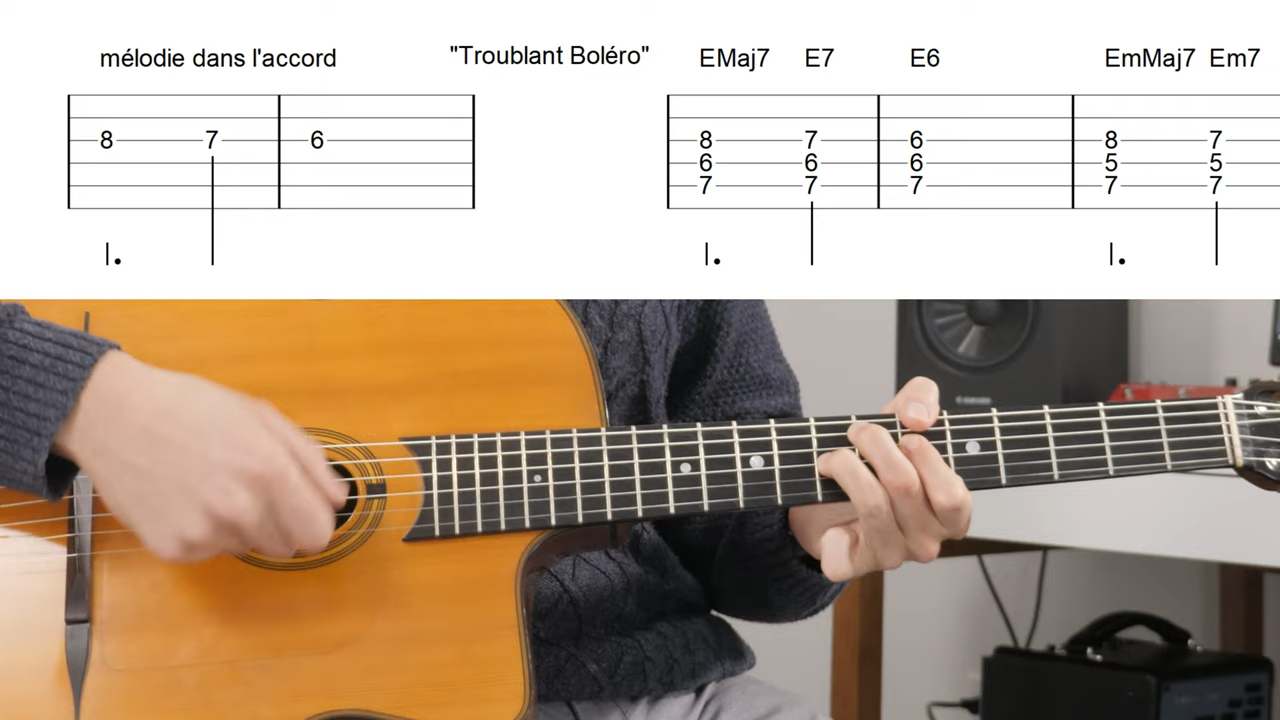 mélodie dans l'accord "Troublant Boléro" EMaj7 E7 E6 EmMaj7 Em7
8 7 6 8 7 6 8 7
6 6 6 5 5
7 7 7 7 7